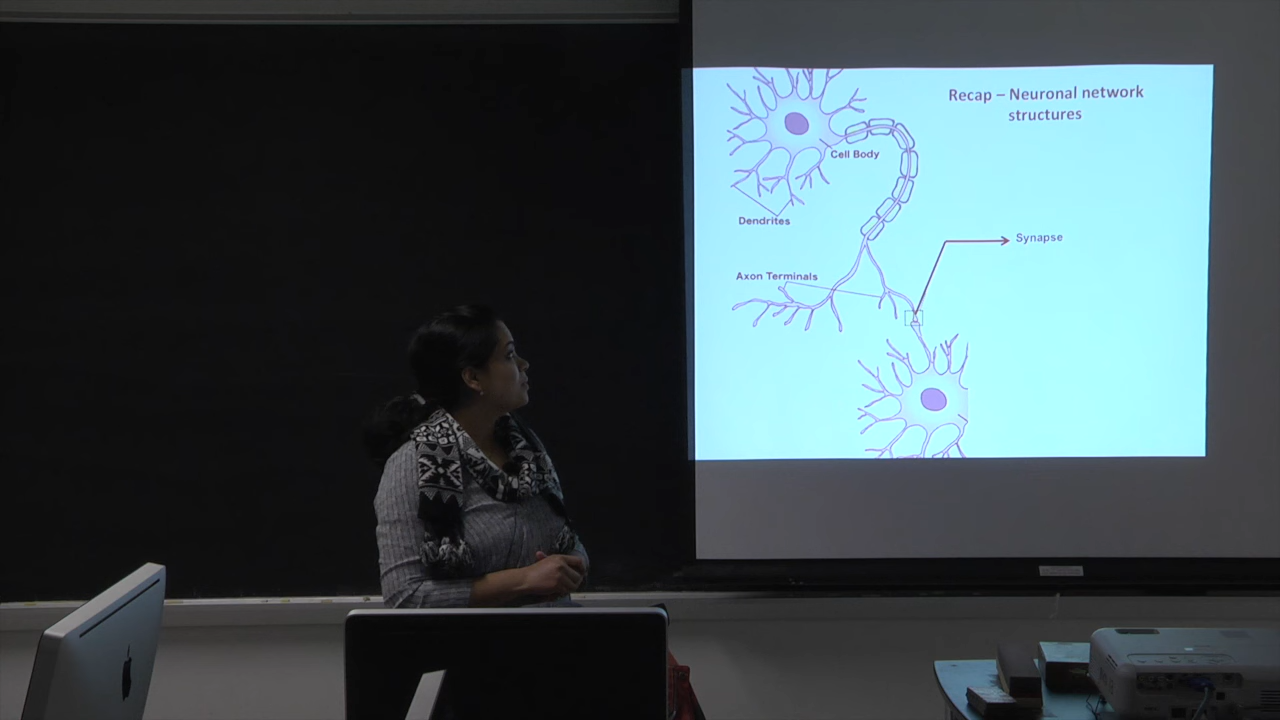 Recap – Neuronal network
structures
Cell Body
Dendrites
Synapse
Axon Terminals